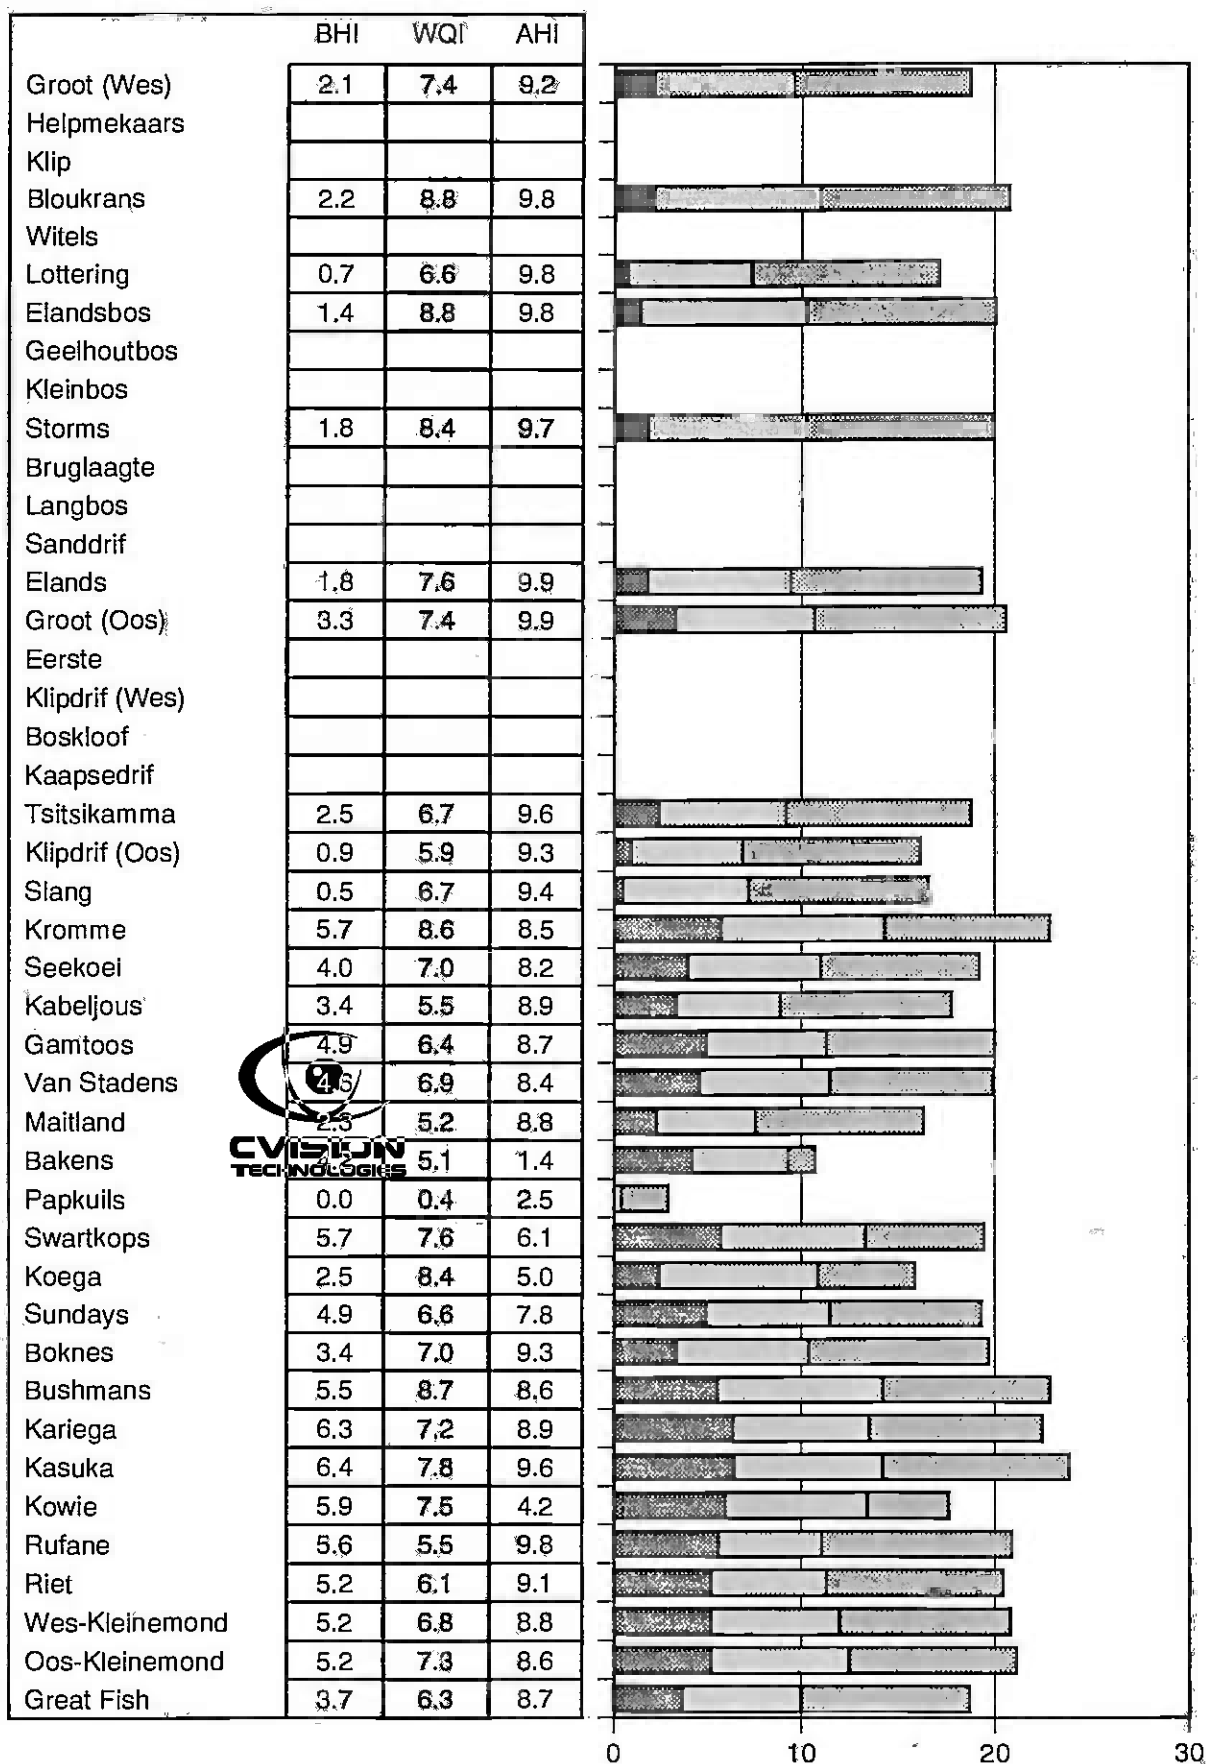 BHI WQI AHI
Groot (Wes) 2.1 7.4 9.2
Helpmekaars
Klip
Bloukrans 2.2 8.8 9.8
Witels
Lottering 0.7 6.6 9.8
Elandsbos 1.4 8.8 9.8
Geelhoutbos
Kleinbos
Storms 1.8 8.4 9.7
Bruglaagte
Langbos
Sanddrif
Elands 1.8 7.6 9.9
Groot (Oos) 3.3 7.4 9.9
Eerste
Klipdrif (Wes)
Boskloof
Kaapsedrif
Tsitsikamma 2.5 6.7 9.6
Klipdrif (Oos) 0.9 5.9 9.3
Slang 0.5 6.7 9.4
Kromme 5.7 8.6 8.5
Seekoei 4.0 7.0 8.2
Kabeljous 3.4 5.5 8.9
Gamtoos 4.9 6.4 8.7
Van Stadens 4.6 6.9 8.4
Maitland 2.3 5.2 8.8
CVISION
Bakens 5.1 1.4
TECHNOLOGIES
Papkuils 0.0 0.4 2.5
Swartkops 5.7 7.6 6.1
Koega 2.5 8.4 5.0
Sundays 4.9 6.6 7.8
Boknes 3.4 7.0 9.3
Bushmans 5.5 8.7 8.6
Kariega 6.3 7.2 8.9
Kasuka 6.4 7.8 9.6
Kowie 5.9 7.5 4.2
Rufane 5.6 5.5 9.8
Riet 5.2 6.1 9.1
Wes-Kleinemond 5.2 6.8 8.8
Oos-Kleinemond 5.2 7.3 8.6
Great Fish 3.7 6.3 8.7
0 10 20 30